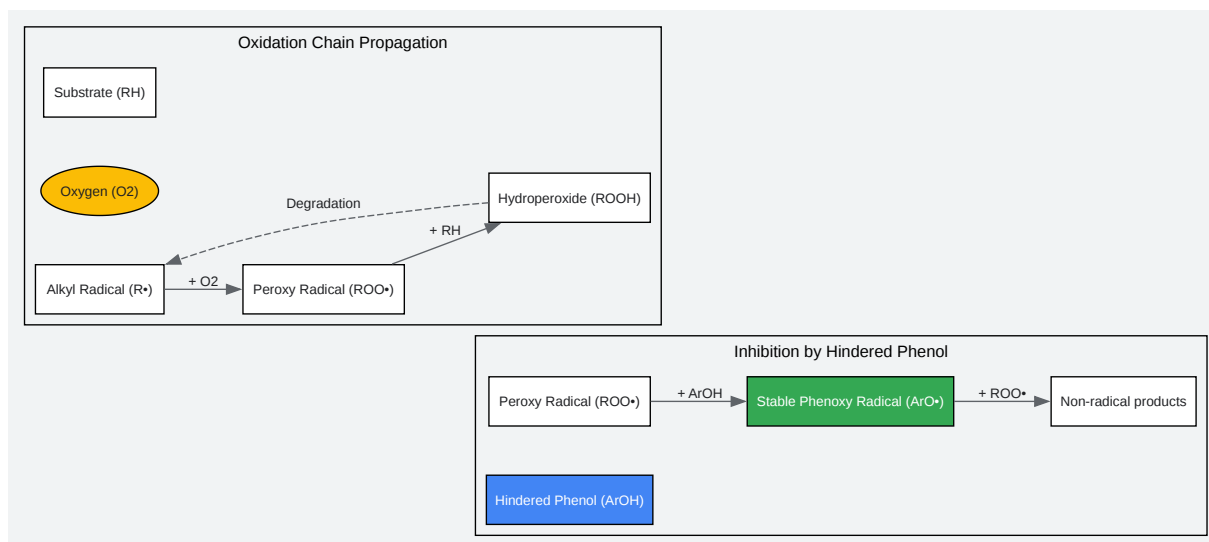 Oxidation Chain Propagation
Substrate (RH)
Oxygen (O2)
Hydroperoxide (ROOH)
Degradation
+ RH
Alkyl Radical (R•)
+ O2
Peroxy Radical (ROO•)
Inhibition by Hindered Phenol
Peroxy Radical (ROO•)
+ ArOH
Stable Phenoxy Radical (ArO•)
+ ROO•
Non-radical products
Hindered Phenol (ArOH)